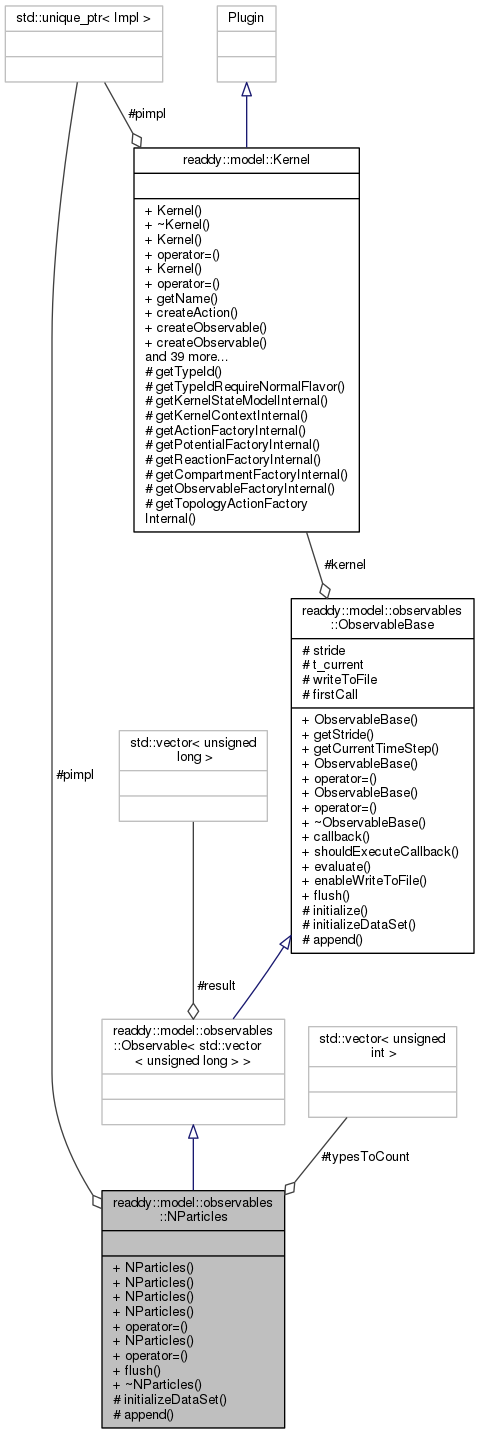 std::unique_ptr< Impl >
Plugin
#pimpl
readdy::model::Kernel
+ Kernel()
+ ~Kernel()
+ Kernel()
+ operator=()
+ Kernel()
+ operator=()
+ getName()
+ createAction()
+ createObservable()
+ createObservable()
and 39 more...
# getTypeId()
# getTypeIdRequireNormalFlavor()
# getKernelStateModelInternal()
# getKernelContextInternal()
# getActionFactoryInternal()
# getPotentialFactoryInternal()
# getReactionFactoryInternal()
# getCompartmentFactoryInternal()
# getObservableFactoryInternal()
# getTopologyActionFactory
Internal()
#kernel
readdy::model::observables
::ObservableBase
# stride
# t_current
# writeToFile
# firstCall
+ ObservableBase()
+ getStride()
+ getCurrentTimeStep()
+ ObservableBase()
+ operator=()
+ ObservableBase()
+ operator=()
+ ~ObservableBase()
+ callback()
+ shouldExecuteCallback()
+ evaluate()
+ enableWriteToFile()
+ flush()
# initialize()
# initializeDataSet()
# append()
std::vector< unsigned
long >
#pimpl
#result
readdy::model::observables
::Observable< std::vector
< unsigned long > >
std::vector< unsigned
int >
#typesToCount
readdy::model::observables
::NParticles
+ NParticles()
+ NParticles()
+ NParticles()
+ NParticles()
+ operator=()
+ NParticles()
+ operator=()
+ flush()
+ ~NParticles()
# initializeDataSet()
# append()